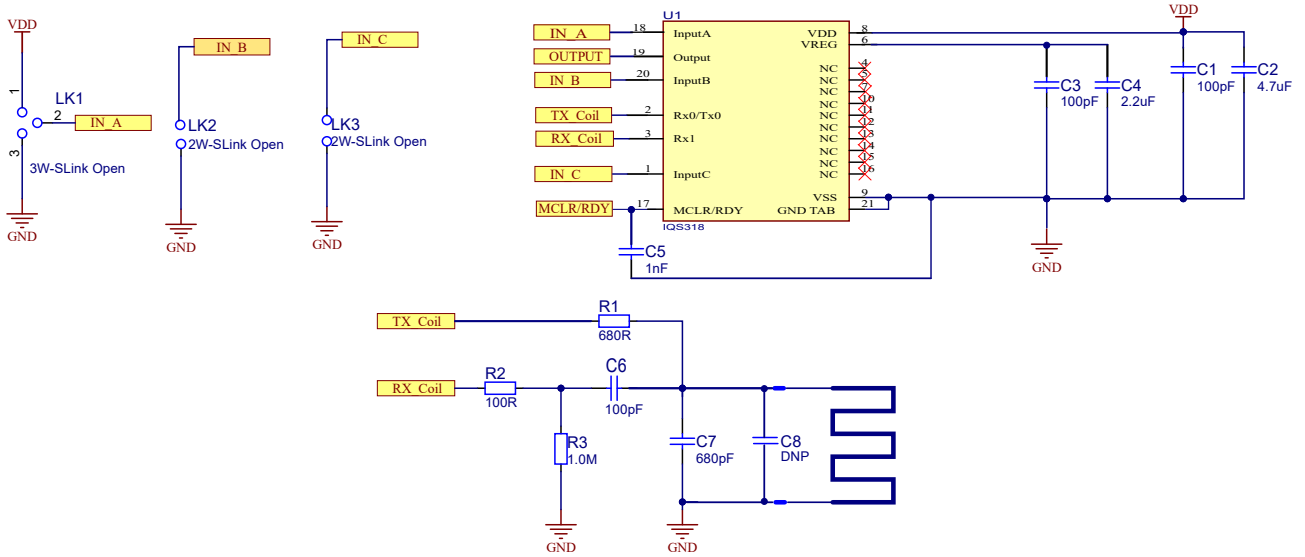 VDD
1
LK1
2
IN_A
3
3W-SLink Open
GND
IN_B
LK2
2W-SLink Open
GND
IN_C
LK3
2W-SLink Open
GND
U1
IN_A 18 InputA
OUTPUT 19 Output
IN_B 20 InputB
TX_Coil 2 Rx0/Tx0
RX_Coil 3 Rx1
IN_C 1 InputC
MCLR/RDY 17 MCLR/RDY
VDD 8
VREG 6
NC 4
NC 5
NC 7
NC 10
NC 11
NC 12
NC 13
NC 14
NC 15
NC 16
VSS 9
GND TAB 21
IQS318
C5
1nF
VDD
C3
100pF
C4
2.2uF
C1
100pF
C2
4.7uF
GND
TX_Coil
R1
680R
RX_Coil
R2
100R
C6
100pF
R3
1.0M
C7
680pF
C8
DNP
GND
GND